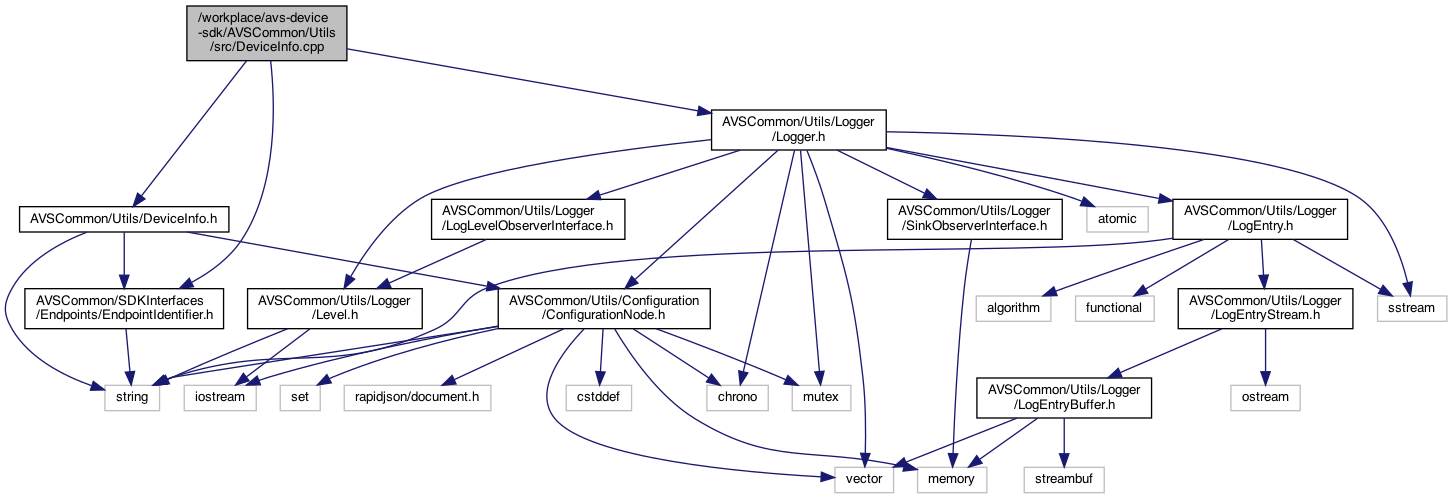 /workplace/avs-device
-sdk/AVSCommon/Utils
/src/DeviceInfo.cpp
AVSCommon/Utils/Logger
/Logger.h
AVSCommon/Utils/DeviceInfo.h
AVSCommon/Utils/Logger
/LogLevelObserverInterface.h
AVSCommon/Utils/Logger
/SinkObserverInterface.h
atomic
AVSCommon/Utils/Logger
/LogEntry.h
AVSCommon/SDKInterfaces
/Endpoints/EndpointIdentifier.h
AVSCommon/Utils/Logger
/Level.h
AVSCommon/Utils/Configuration
/ConfigurationNode.h
algorithm
functional
AVSCommon/Utils/Logger
/LogEntryStream.h
sstream
string
iostream
set
rapidjson/document.h
cstddef
chrono
mutex
AVSCommon/Utils/Logger
/LogEntryBuffer.h
ostream
vector
memory
streambuf